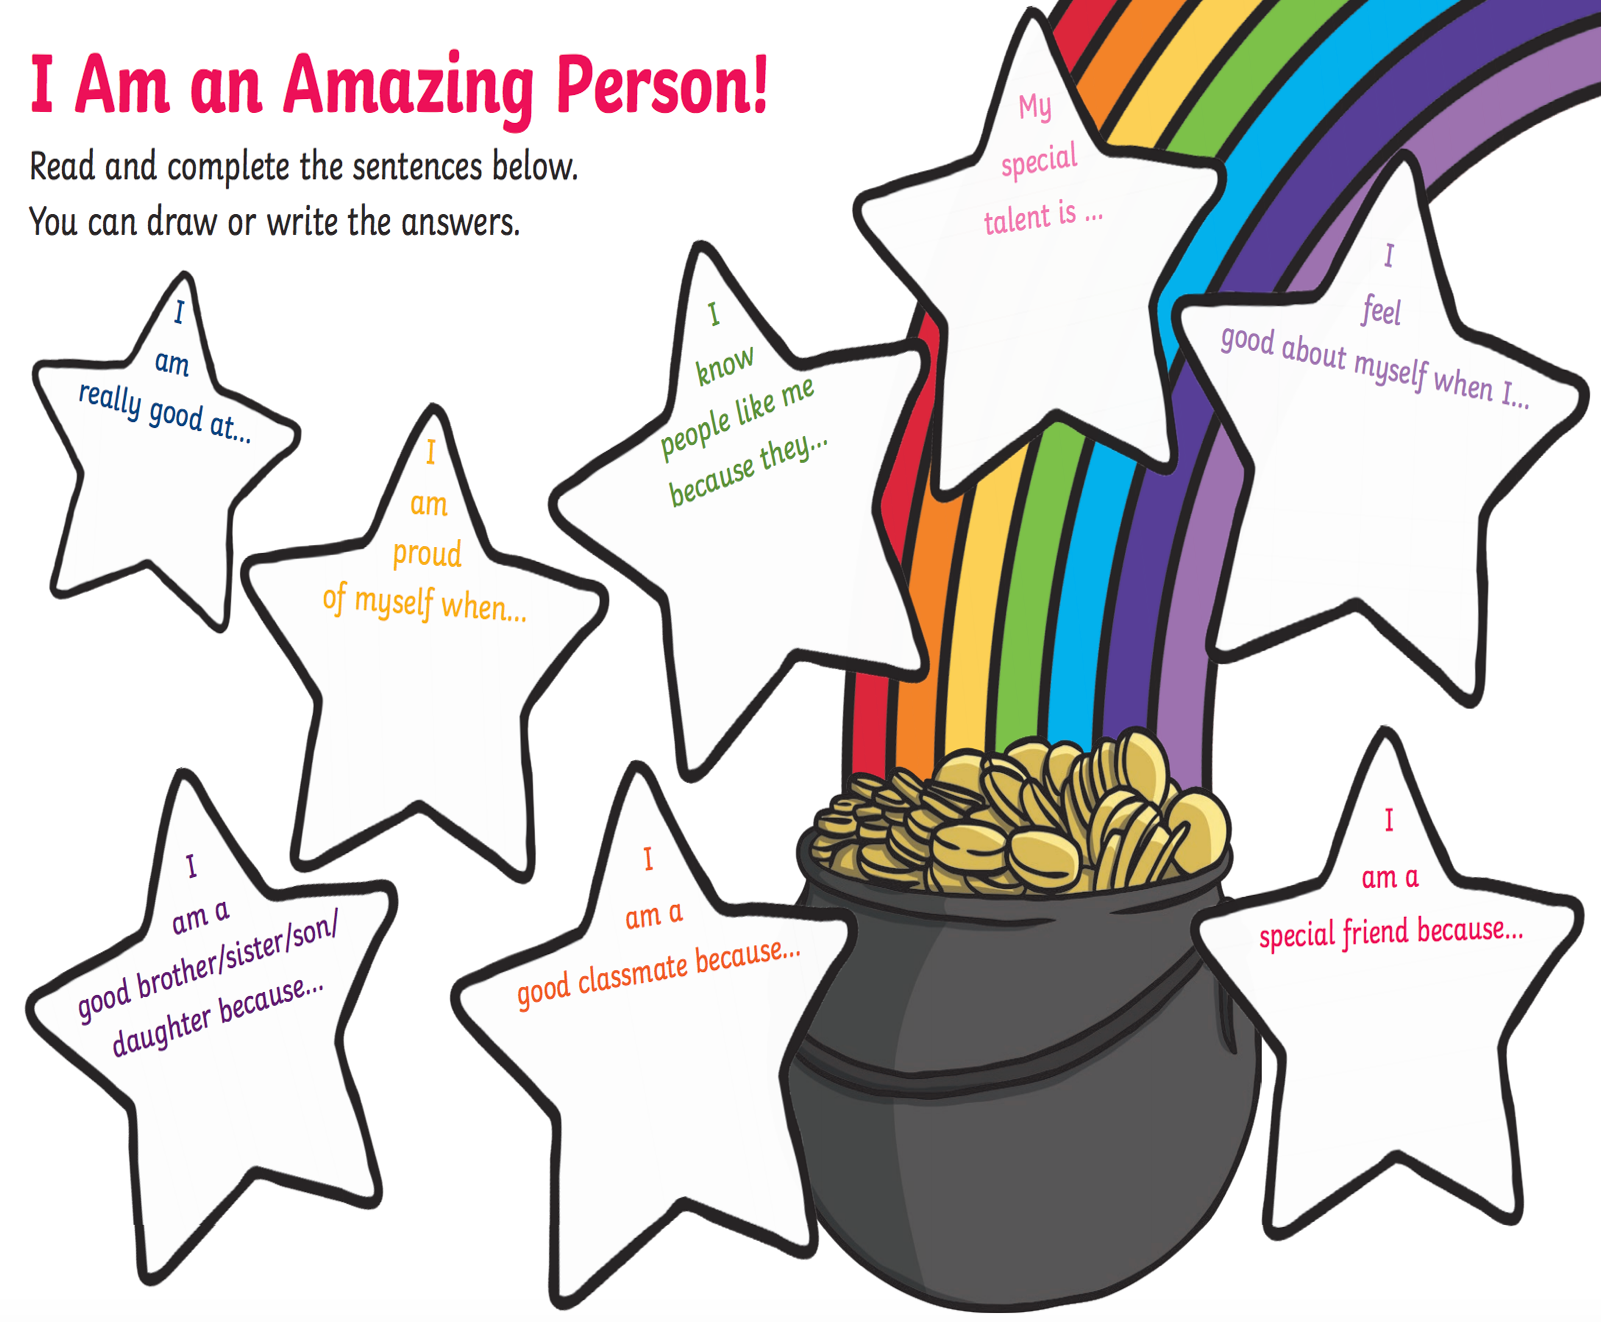 I Am an Amazing Person!
Read and complete the sentences below.
You can draw or write the answers.
I
am
really good at...
I
am
proud
of myself when...
I
know
people like me
because they...
My
special
talent is ...
I
feel
good about myself when I...
I
am a
good brother/sister/son/
daughter because...
I
am a
good classmate because...
I
am a
special friend because...